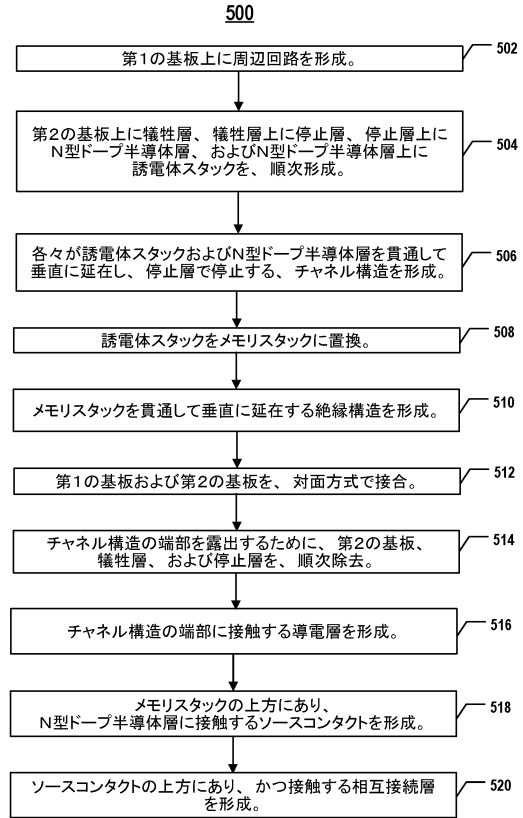 500
第1の基板上に周辺回路を形成。
502
第2の基板上に犠牲層、犠牲層上に停止層、停止層上に
N型ドープ半導体層、およびN型ドープ半導体層上に
誘電体スタックを、順次形成。
504
各々が誘電体スタックおよびN型ドープ半導体層を貫通して
垂直に延在し、停止層で停止する、チャネル構造を形成。
506
誘電体スタックをメモリスタックに置換。
508
メモリスタックを貫通して垂直に延在する絶縁構造を形成。
510
第1の基板および第2の基板を、対面方式で接合。
512
チャネル構造の端部を露出するために、第2の基板、
犠牲層、および停止層を、順次除去。
514
チャネル構造の端部に接触する導電層を形成。
516
メモリスタックの上方にあり、
N型ドープ半導体層に接触するソースコンタクトを形成。
518
ソースコンタクトの上方にあり、かつ接触する相互接続層
を形成。
520